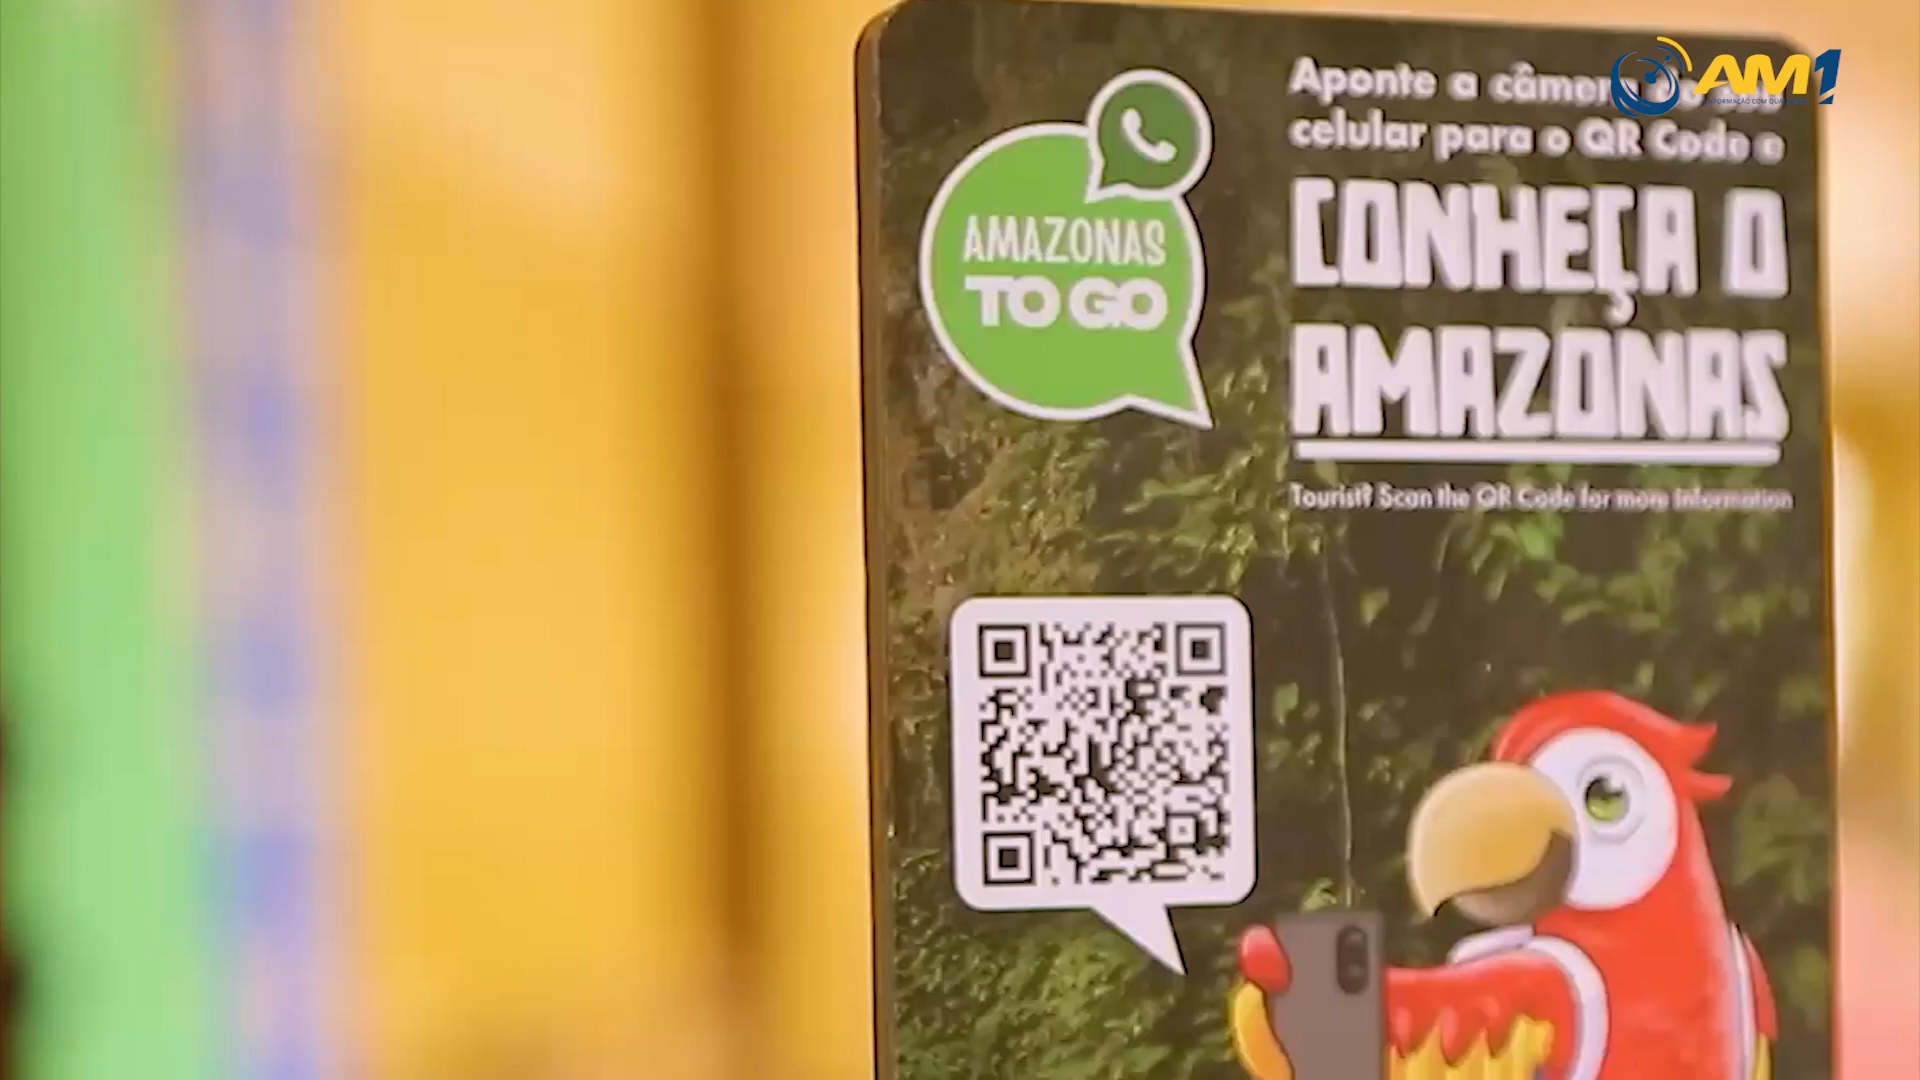 AM1
Aponte a câmera
celular para o QR Code e
CONHEÇA O
AMAZONAS
Tourist? Scan the QR Code for more information
AMAZONAS
TO GO